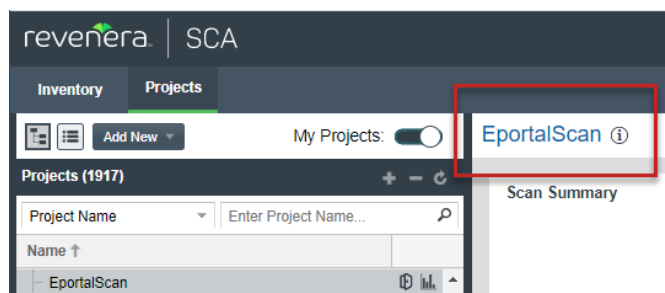 revenera. SCA
Inventory Projects
Add New My Projects: EportalScan
Projects (1917)
Scan Summary
Project Name Enter Project Name...
Name ↑
EportalScan